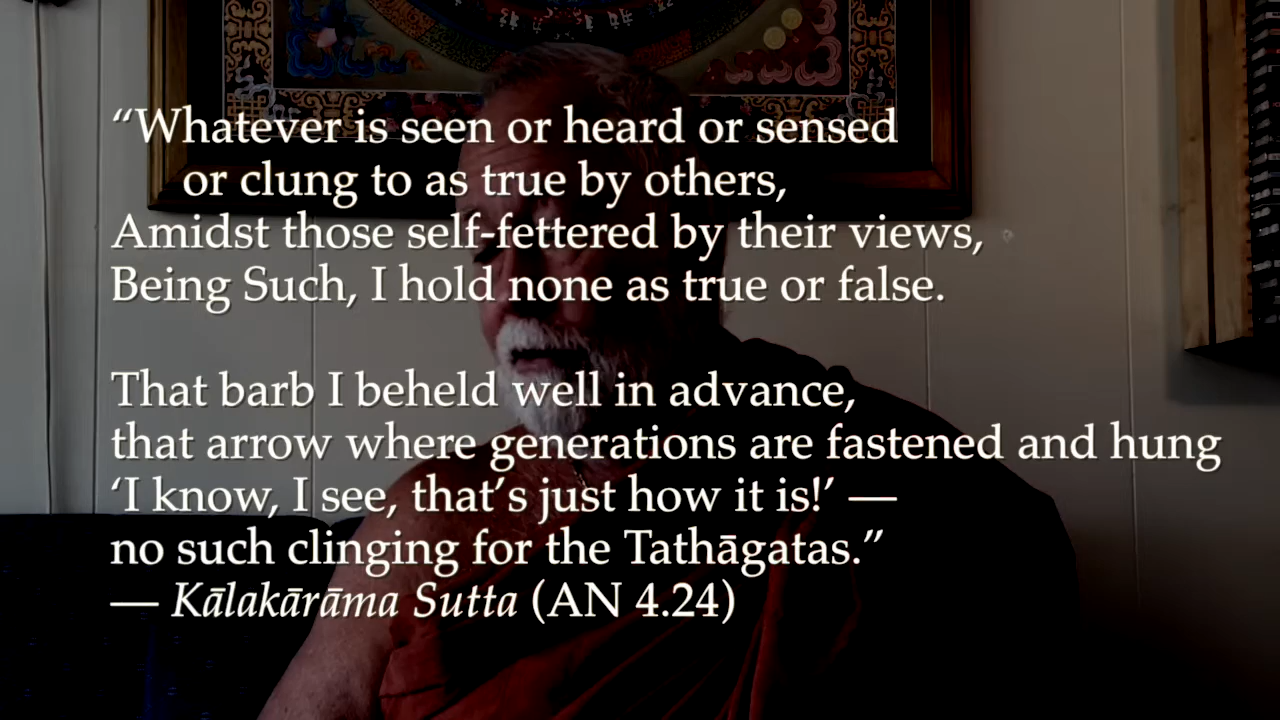 “Whatever is seen or heard or sensed
or clung to as true by others,
Amidst those self-fettered by their views,
Being Such, I hold none as true or false.
That barb I beheld well in advance,
that arrow where generations are fastened and hung
‘I know, I see, that’s just how it is!’ —
no such clinging for the Tathāgatas.”
— Kālakārāma Sutta (AN 4.24)